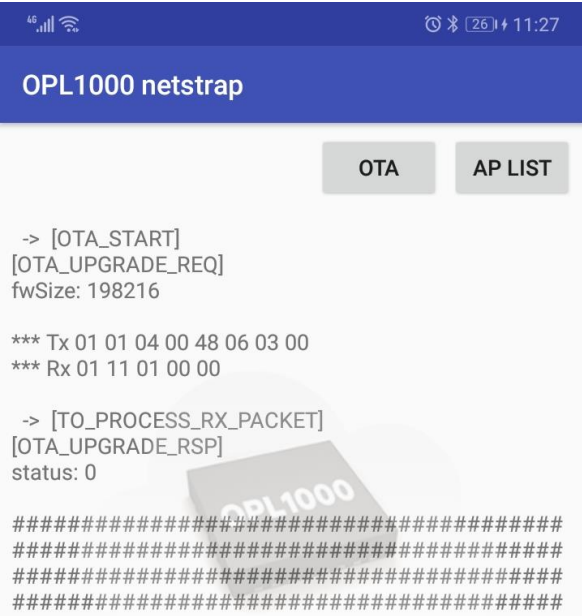 4G
26 11:27
OPL1000 netstrap
OTA AP LIST
-> [OTA_START]
[OTA_UPGRADE_REQ]
fwSize: 198216
*** Tx 01 01 04 00 48 06 03 00
*** Rx 01 11 01 00 00
-> [TO_PROCESS_RX_PACKET]
[OTA_UPGRADE_RSP]
status: 0
OPL1000
########################################
########################################
########################################
########################################